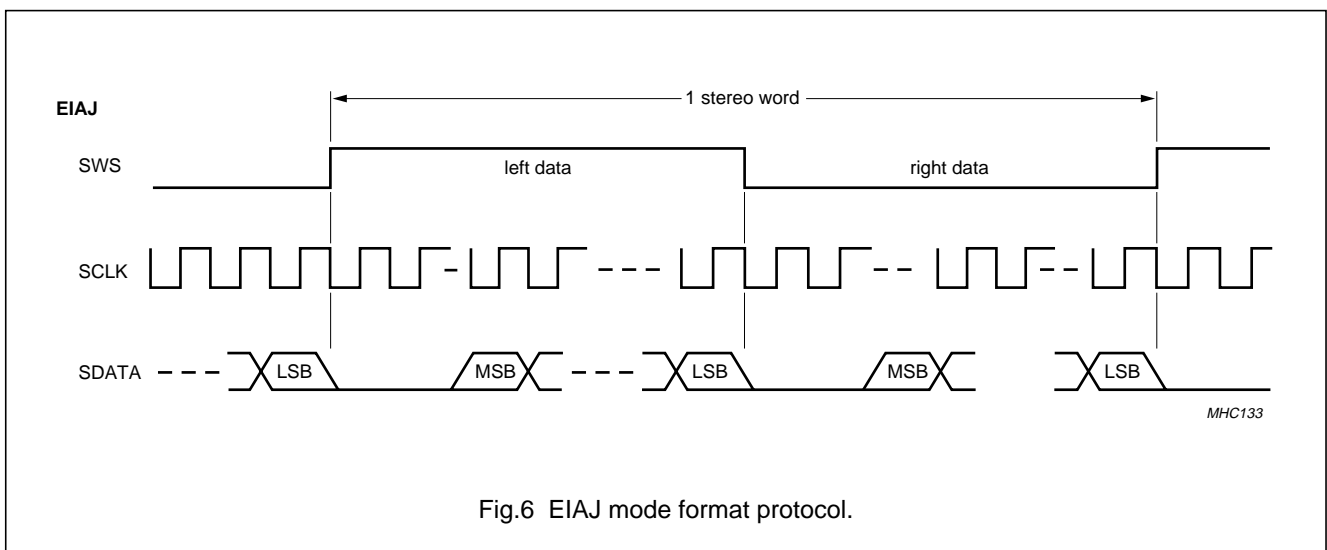 EIAJ
1 stereo word
SWS
left data
right data
SCLK
SDATA
LSB
MSB
LSB
MSB
LSB
MHC133
Fig.6 EIAJ mode format protocol.